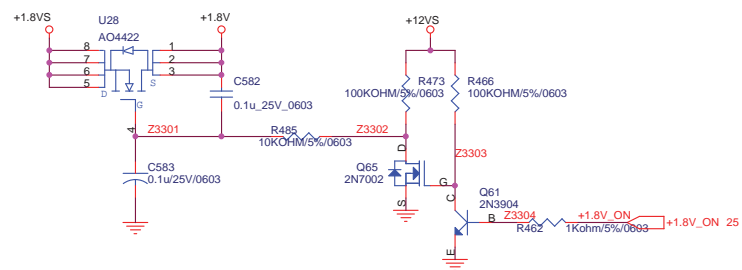 +1.8VS
U28
AO4422
+1.8V
8
7
6
5
1
2
3
D
S
G
4
C582
0.1u_25V_0603
Z3301
R485
10KOHM/5%/0603
Z3302
C583
0.1u/25V/0603
+12VS
R473
100KOHM/5%/0603
R466
100KOHM/5%/0603
D
Z3303
Q65
2N7002
G
S
Q61
2N3904
C
B
E
Z3304
R462
1Kohm/5%/0603
+1.8V_ON
+1.8V_ON 25